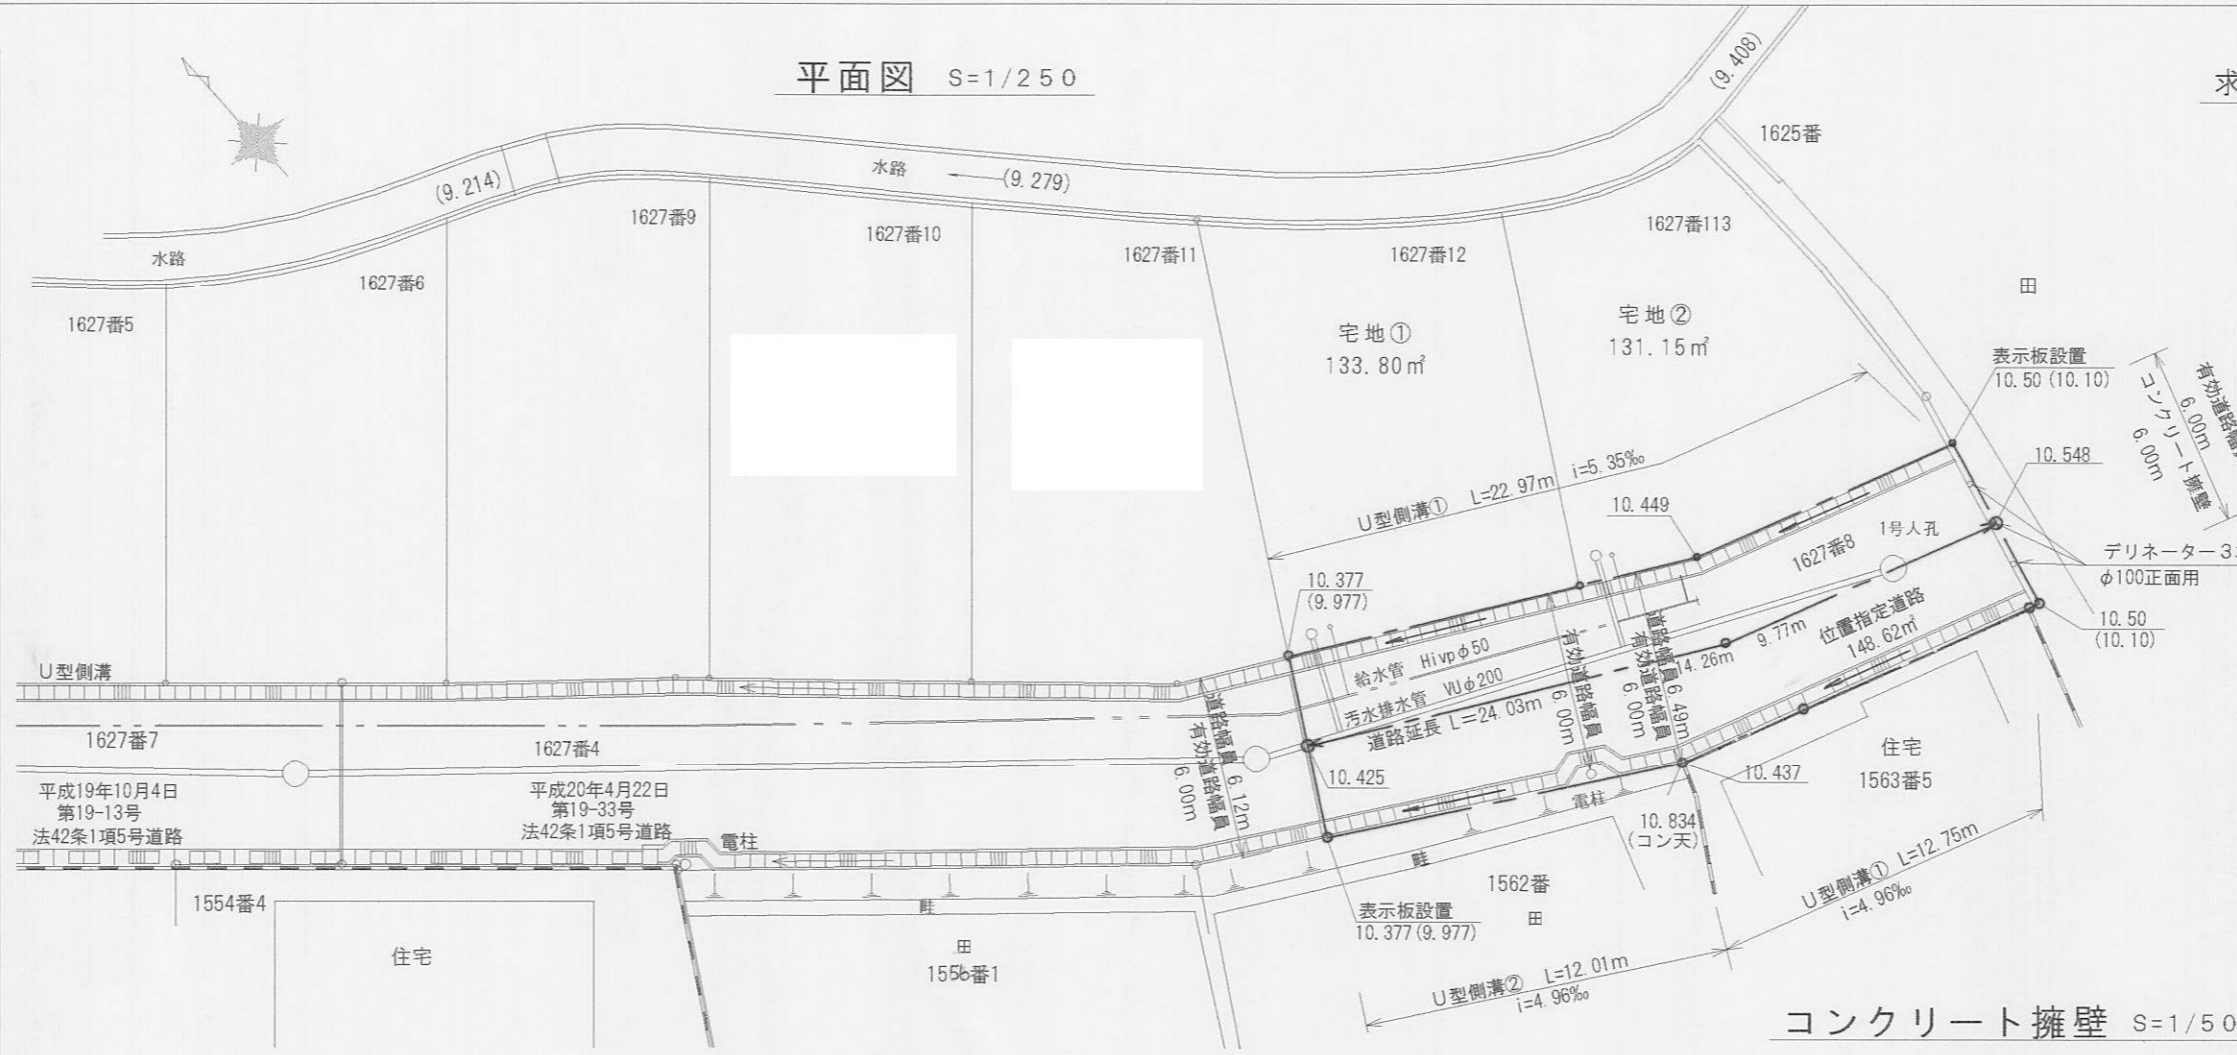 平面図 S=1/250
求
(9.408)
1625番
水路 (9.279)
(9.214)
水路
1627番5
1627番6
1627番9
1627番10
1627番11
1627番12
1627番113
宅地①
133.80㎡
宅地②
131.15㎡
田
表示板設置
10.50(10.10)
有効道路幅
6.00m
コンクリート擁壁
6.00m
10.548
デリネーター3
φ100正面用
10.50
(10.10)
U型側溝① L=22.97m i=5.35‰
10.449
1627番8
1号人孔
10.377
(9.977)
給水管 Hivpφ50
汚水排水管 VUφ200
道路延長 L=24.03m
14.26m
9.77m
位置指定道路
148.62㎡
有効道路幅員
6.00m
道路幅員 6.49m
有効道路幅員
6.00m
道路幅員 6.12m
有効道路幅員
6.00m
10.425
U型側溝
1627番7
1627番4
平成19年10月4日
第19-13号
法42条1項5号道路
平成20年4月22日
第19-33号
法42条1項5号道路
電柱
電柱
10.437
10.834
(コン天)
住宅
1563番5
1554番4
住宅
畦
畦
田
1556番1
1562番
田
表示板設置
10.377(9.977)
U型側溝① L=12.75m
i=4.96‰
U型側溝② L=12.01m
i=4.96‰
コンクリート擁壁 S=1/50